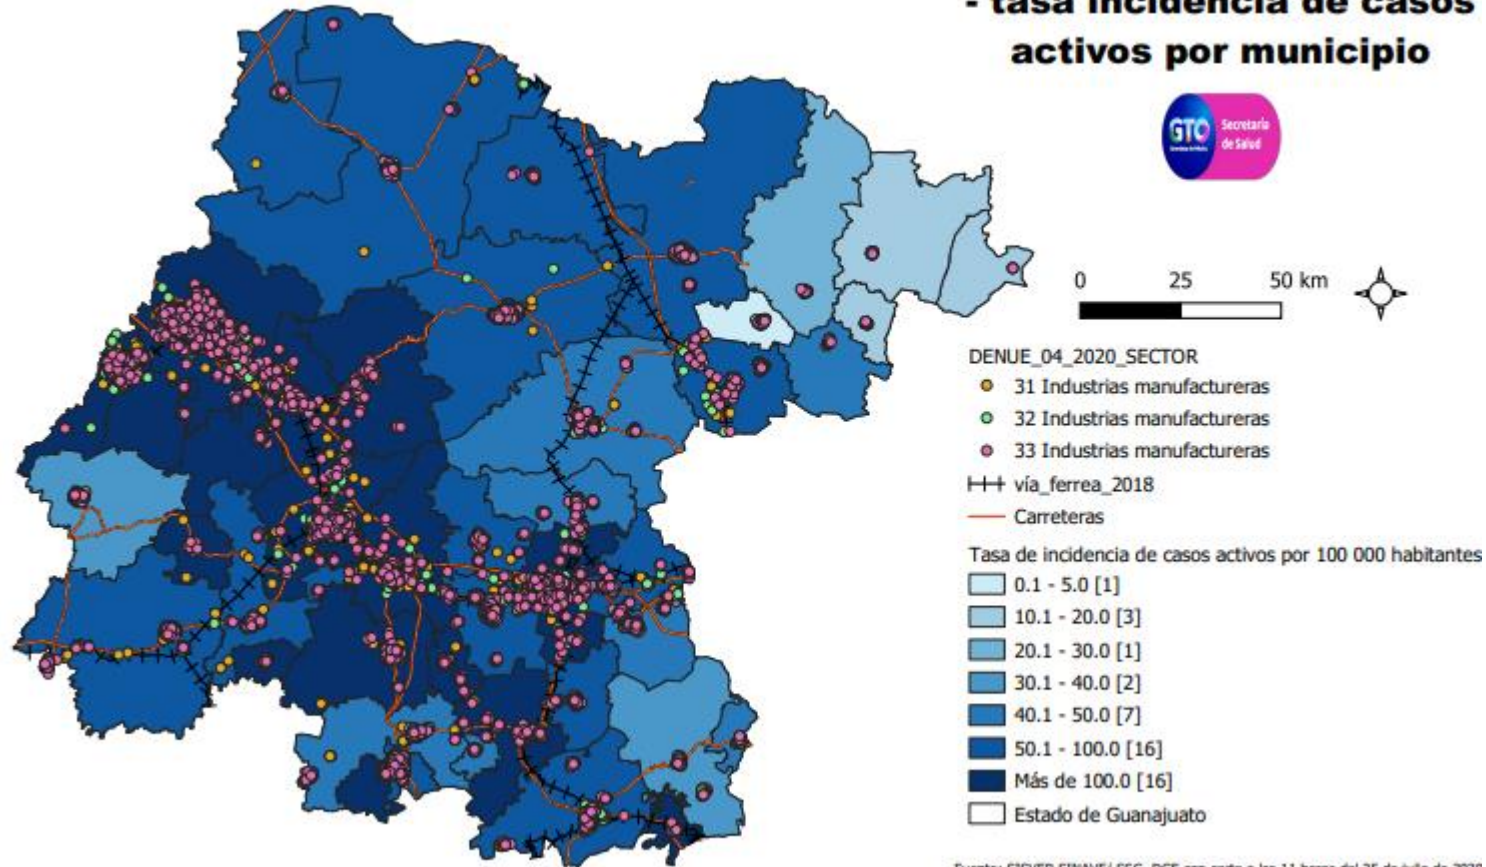 - tasa incidencia de casos
activos por municipio
GTO
Secretaría
de Salud
0 25 50 km
DENUE_04_2020_SECTOR
31 Industrias manufactureras
32 Industrias manufactureras
33 Industrias manufactureras
vía_ferrea_2018
Carreteras
Tasa de incidencia de casos activos por 100 000 habitantes
0.1 - 5.0 [1]
10.1 - 20.0 [3]
20.1 - 30.0 [1]
30.1 - 40.0 [2]
40.1 - 50.0 [7]
50.1 - 100.0 [16]
Más de 100.0 [16]
Estado de Guanajuato